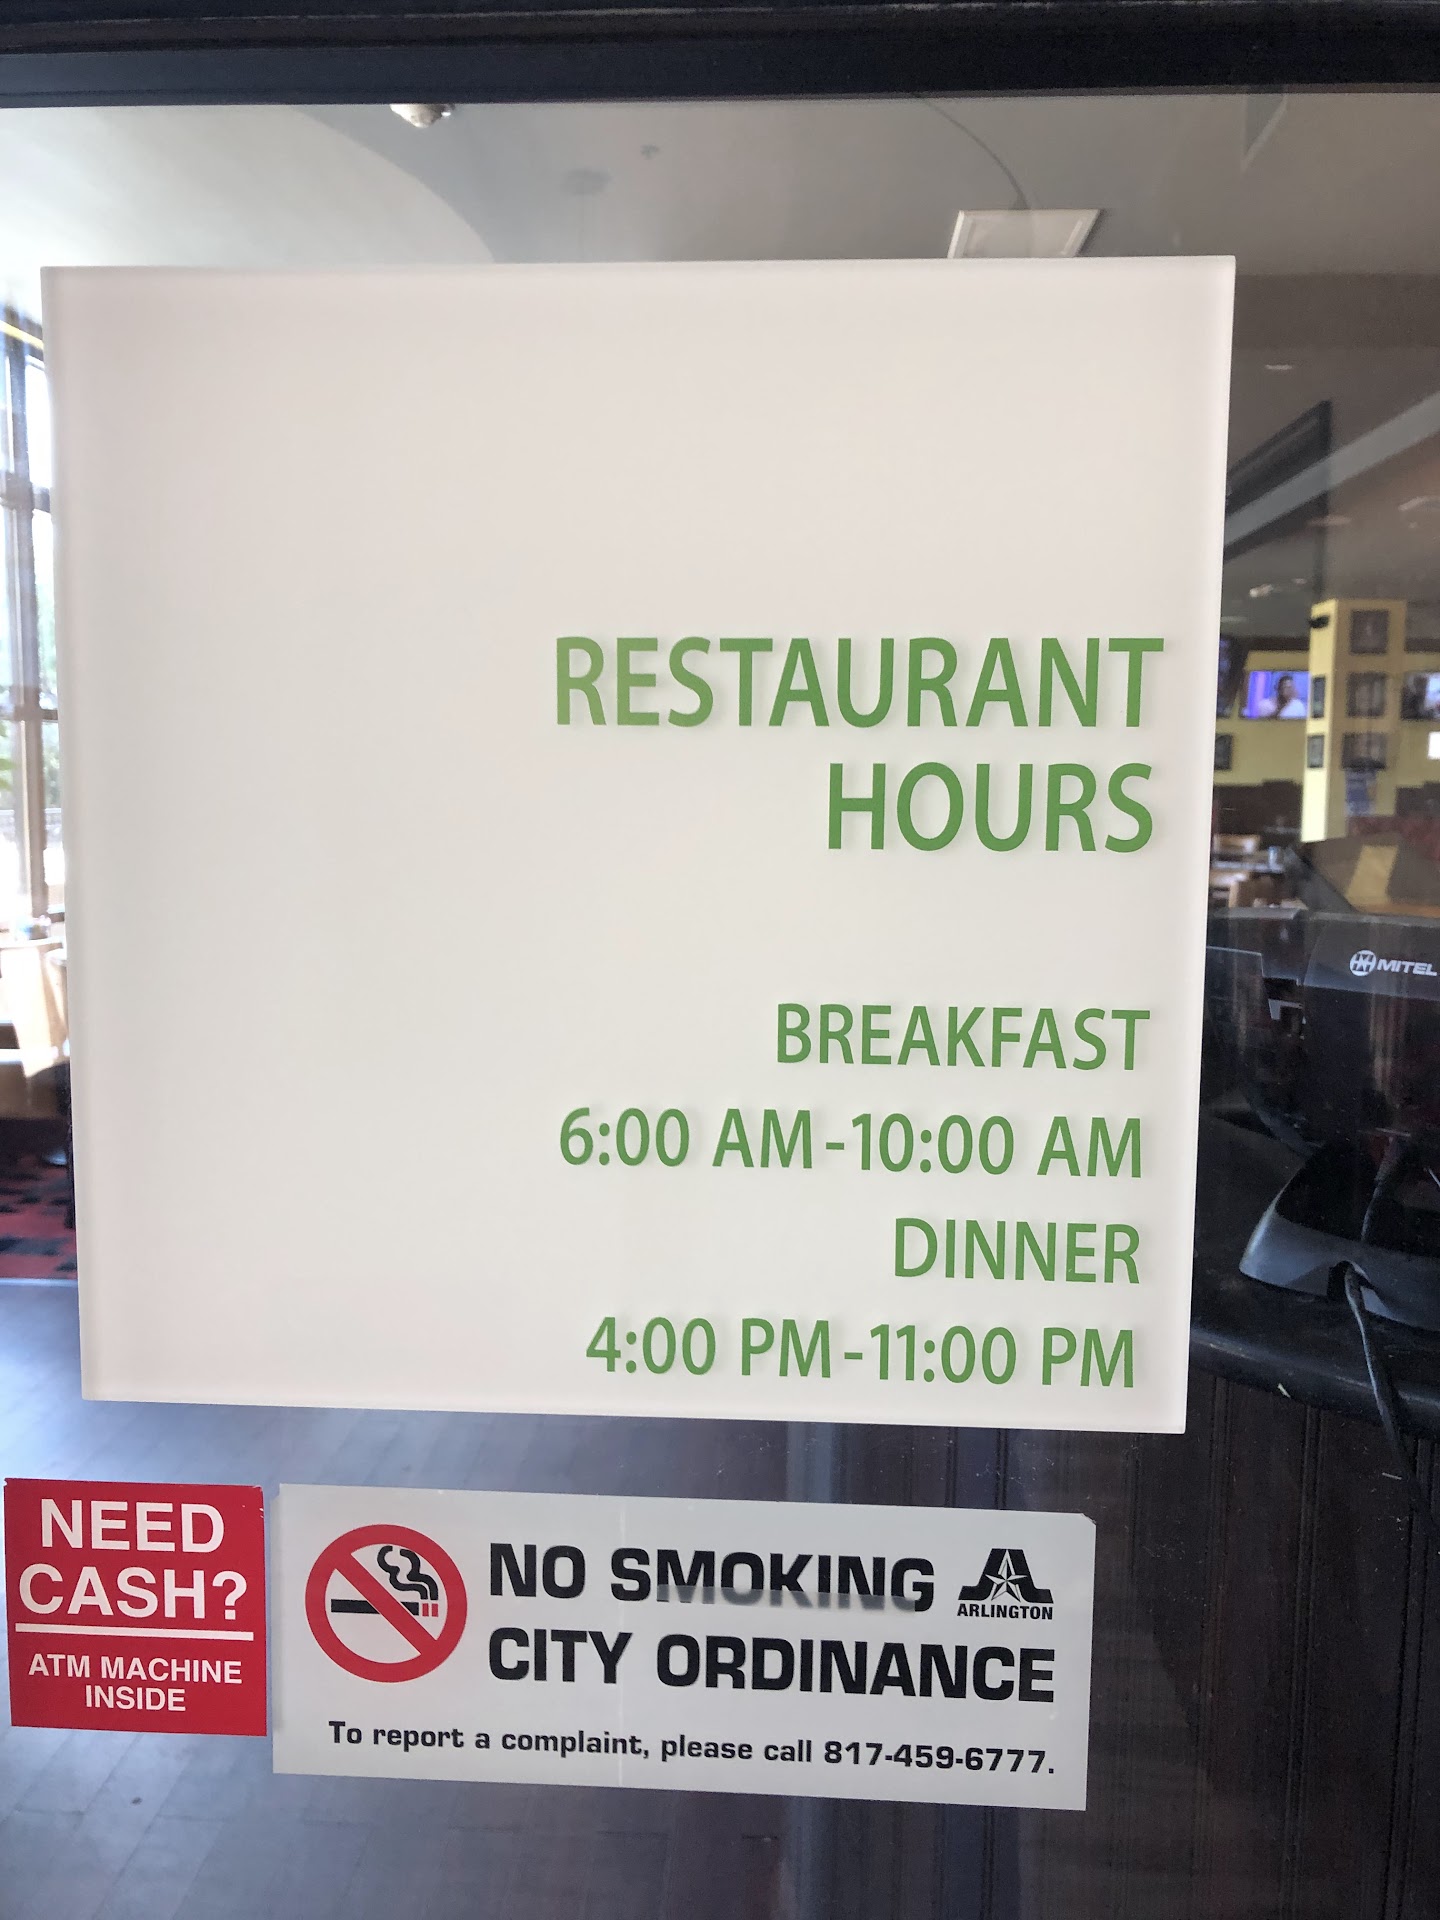 RESTAURANT
HOURS
BREAKFAST
6:00 AM-10:00 AM
DINNER
4:00 PM-11:00 PM
MITEL
NEED
CASH?
ATM MACHINE
INSIDE
NO SMOKING
ARLINGTON
CITY ORDINANCE
To report a complaint, please call 817-459-6777.